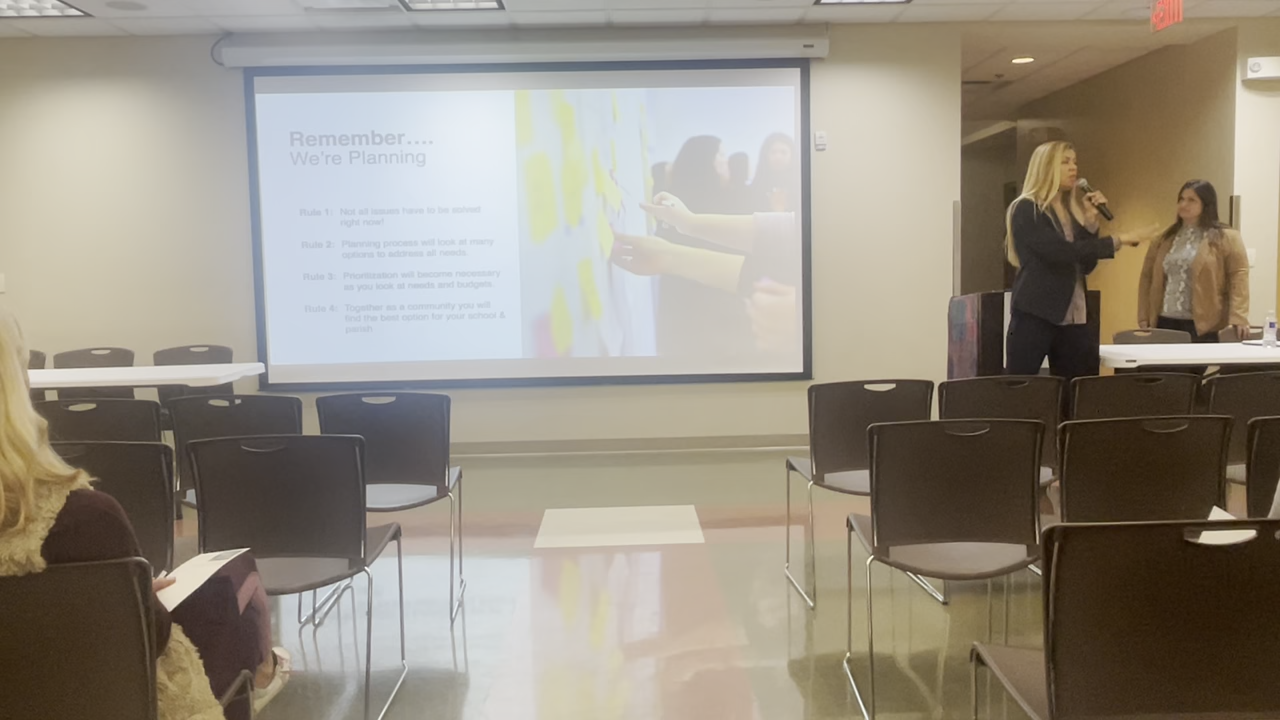 Remember....
We're Planning
Rule 1: Not all issues have to be solved
right now!
Rule 2: Planning process will look at many
options to address all needs.
Rule 3: Prioritization will become necessary
as you look at needs and budgets.
Rule 4: Together as a community you will
find the best option for your school &
parish
EXIT